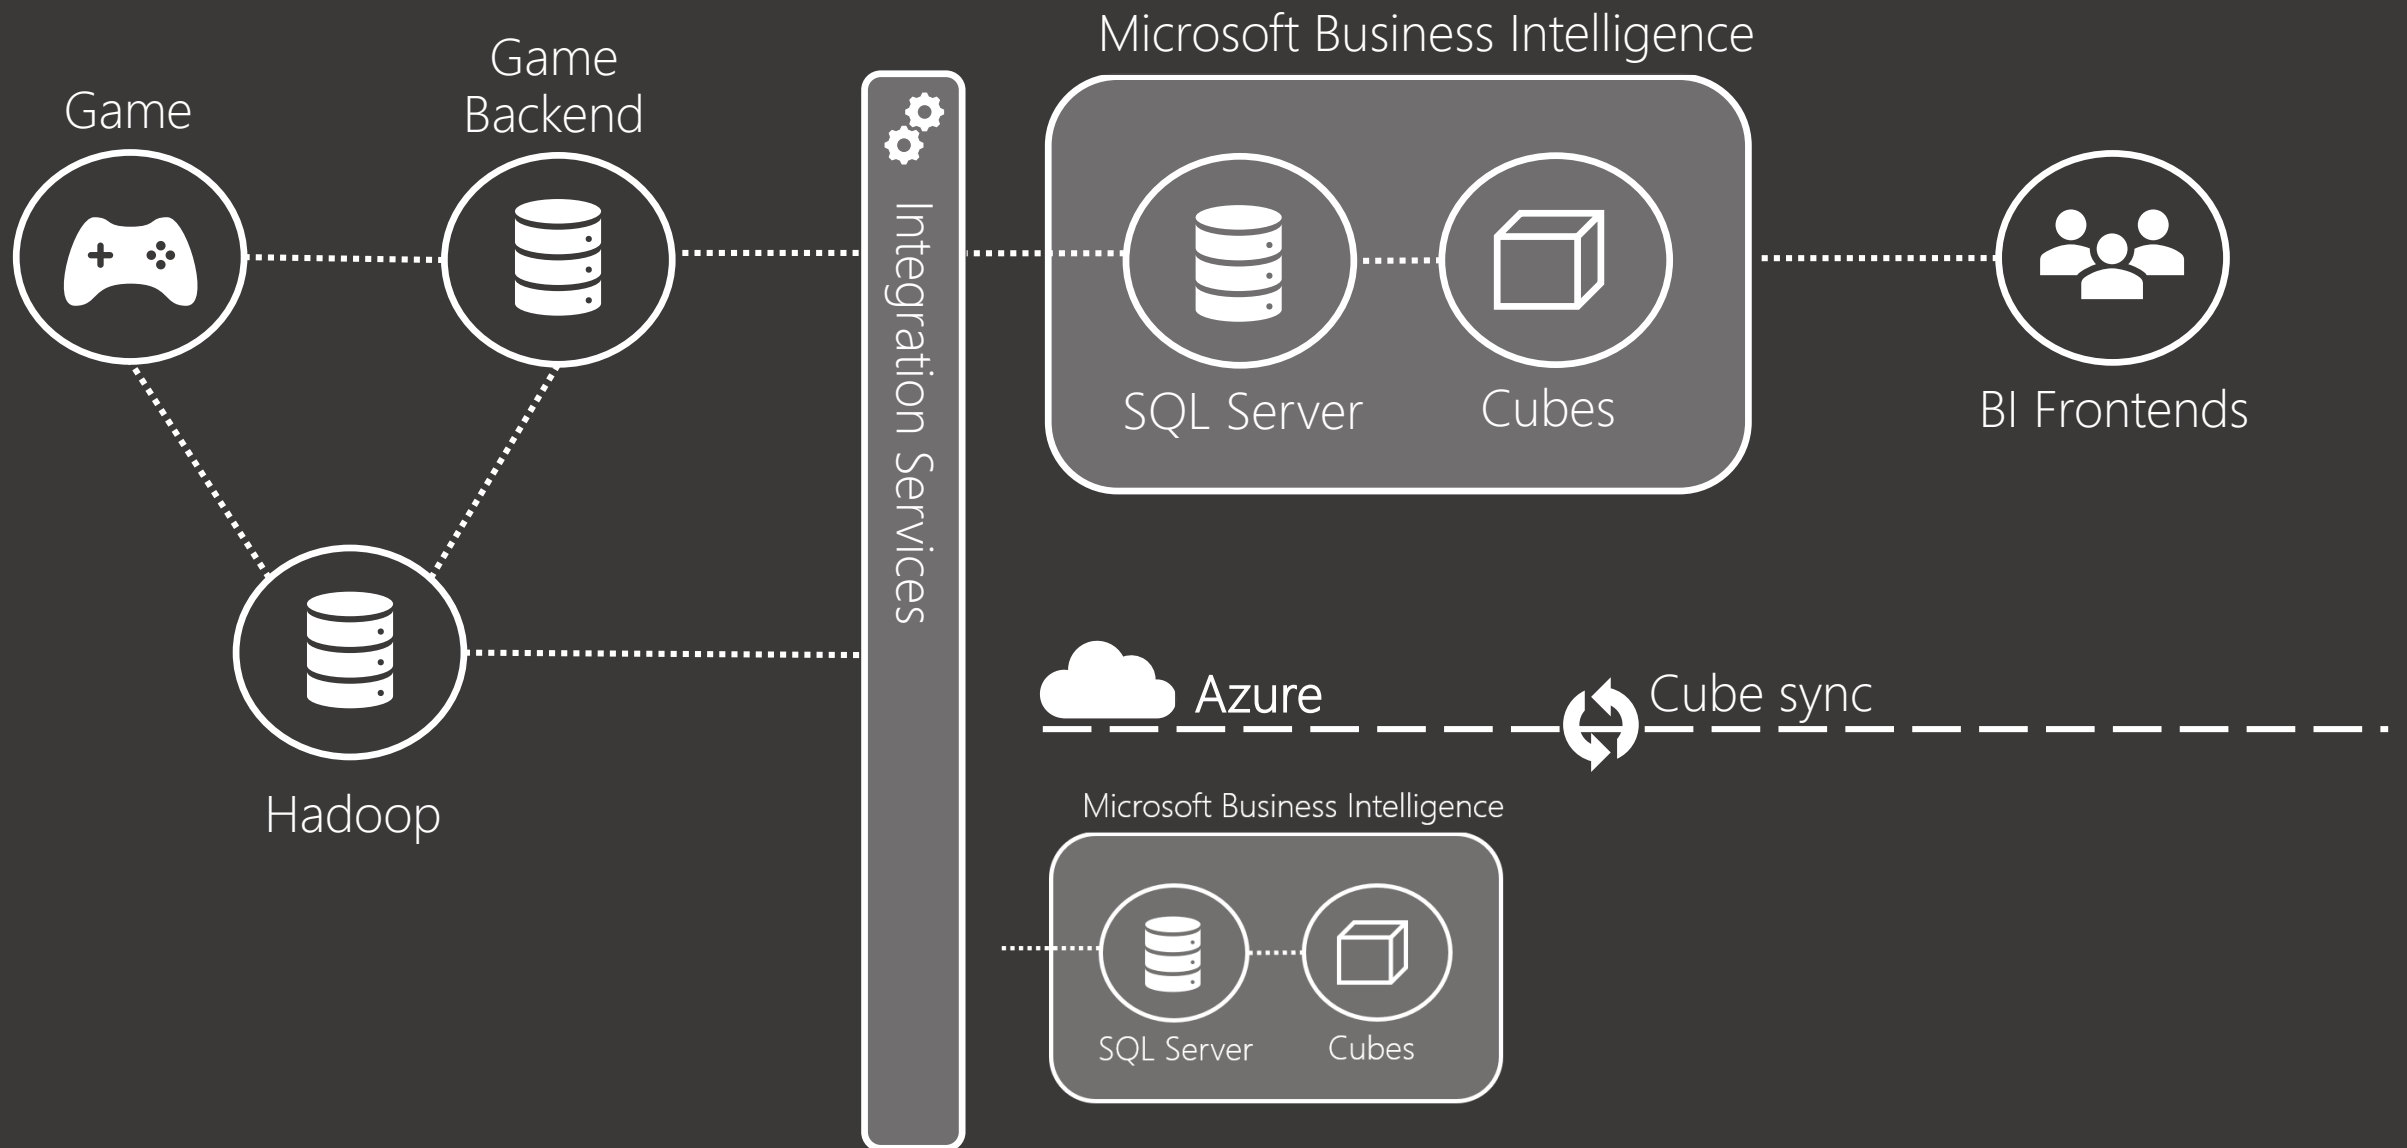 Microsoft Business Intelligence
Game
Backend
Game
Integration Services
SQL Server
Cubes
BI Frontends
Azure
Cube sync
Hadoop
Microsoft Business Intelligence
SQL Server
Cubes